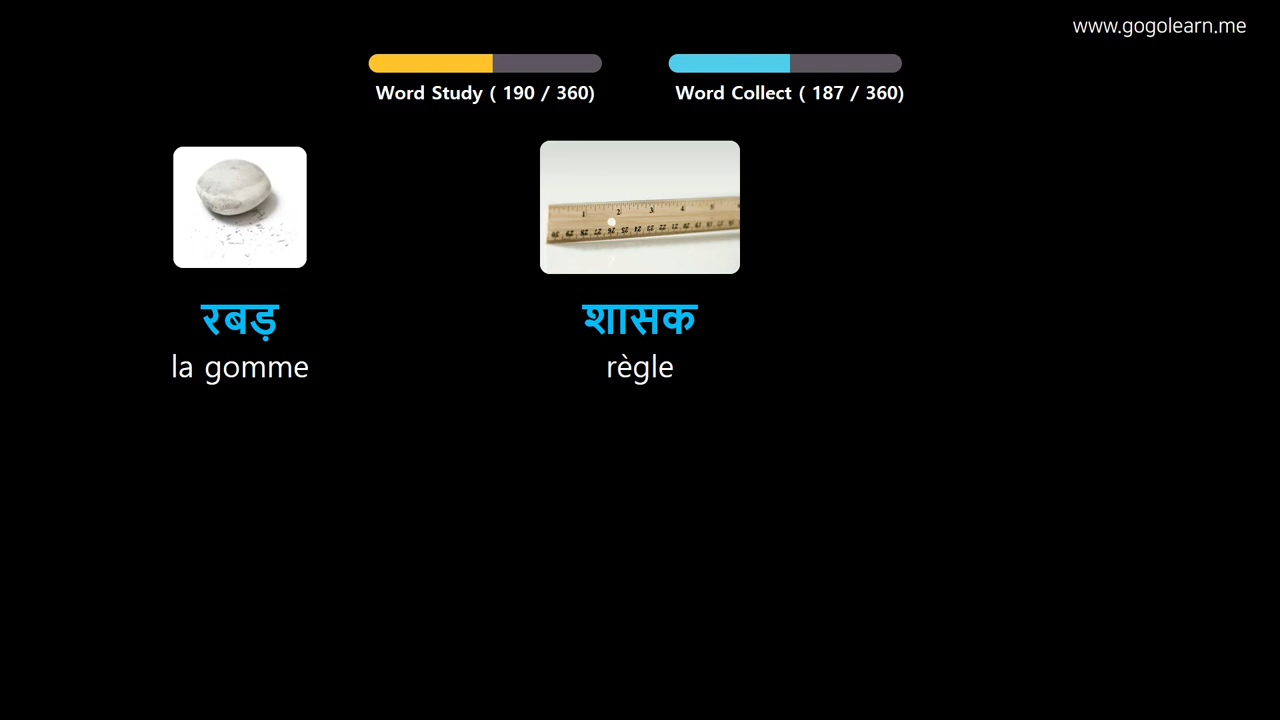 www.gogolearn.me
Word Study ( 190 / 360)
Word Collect ( 187 / 360)
रबड़
la gomme
शासक
règle